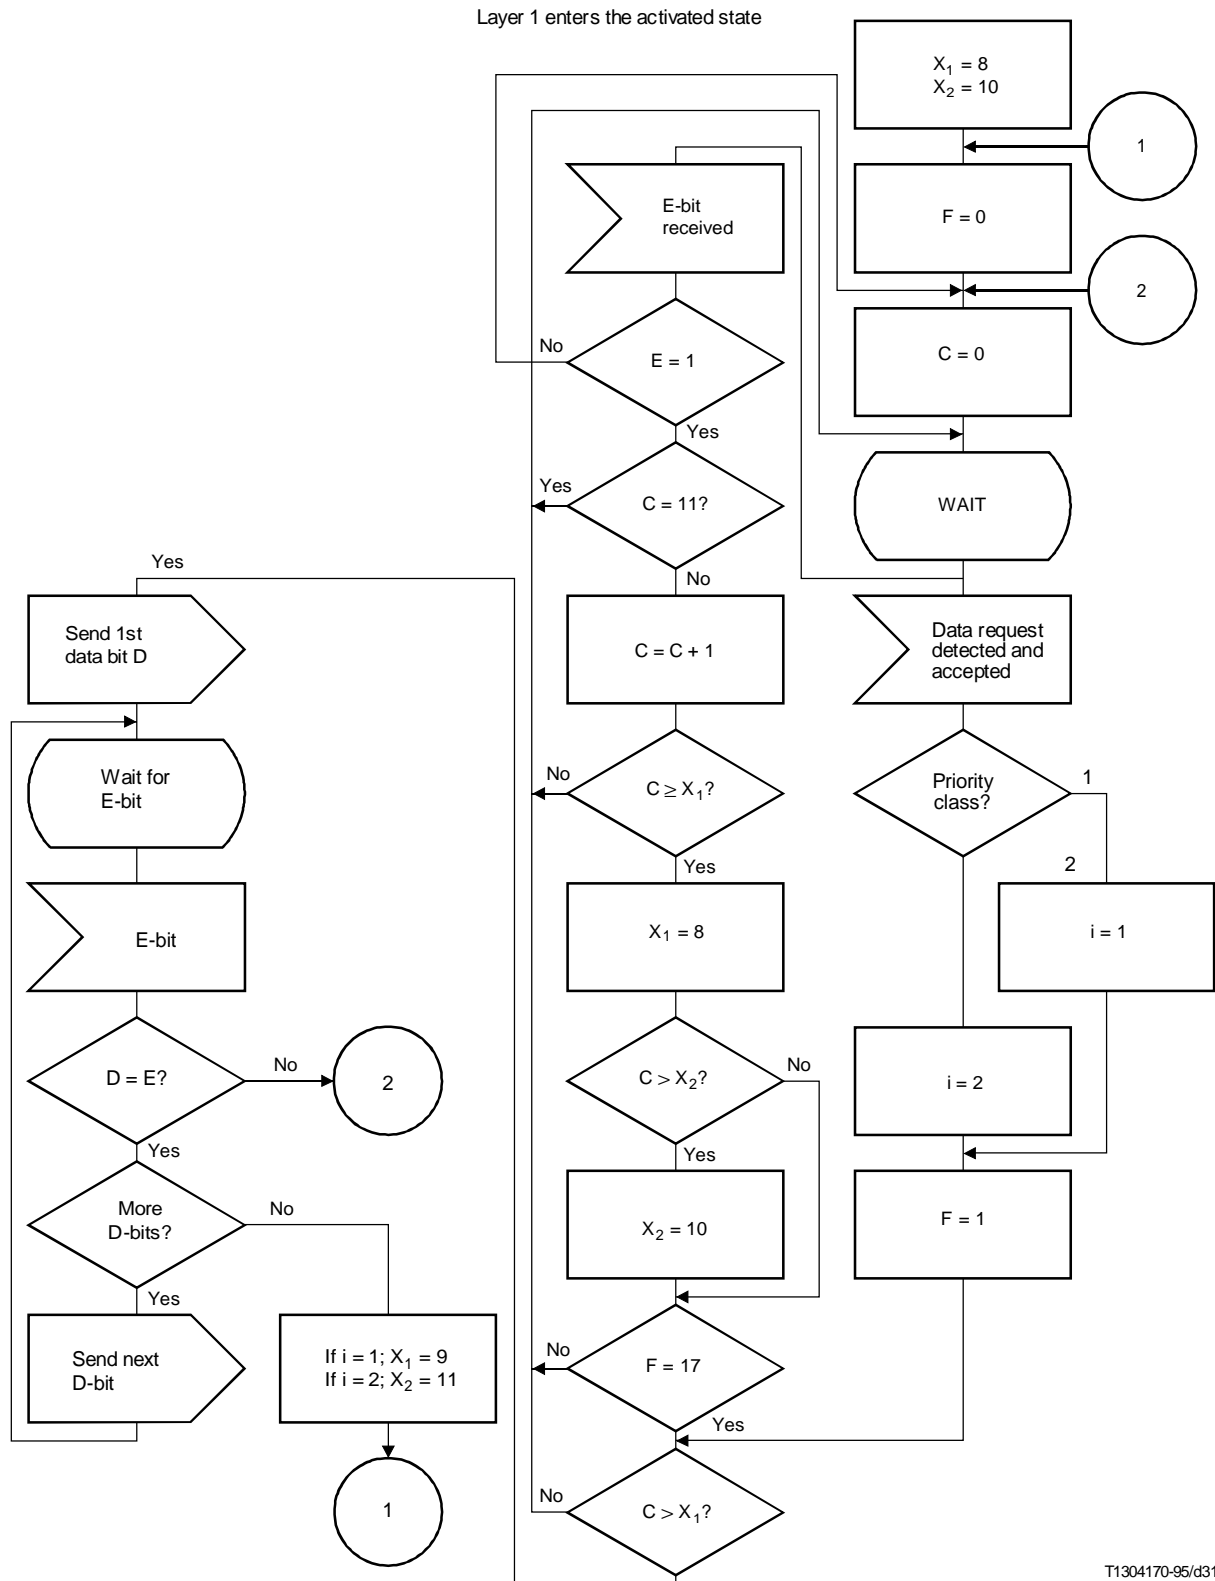 Layer 1 enters the activated state
X1 = 8
X2 = 10
1
F = 0
2
C = 0
WAIT
Data request
detected and
accepted
Priority
class?
1
2
i = 1
i = 2
F = 1
E-bit
received
No
E = 1
Yes
Yes
C = 11?
No
C = C + 1
No
C ≥ X1?
Yes
X1 = 8
No
C > X2?
Yes
X2 = 10
No
F = 17
Yes
No
C > X1?
Yes
Send 1st
data bit D
Wait for
E-bit
E-bit
D = E?
No
2
Yes
More
D-bits?
No
Yes
Send next
D-bit
If i = 1; X1 = 9
If i = 2; X2 = 11
1
T1304170-95/d31